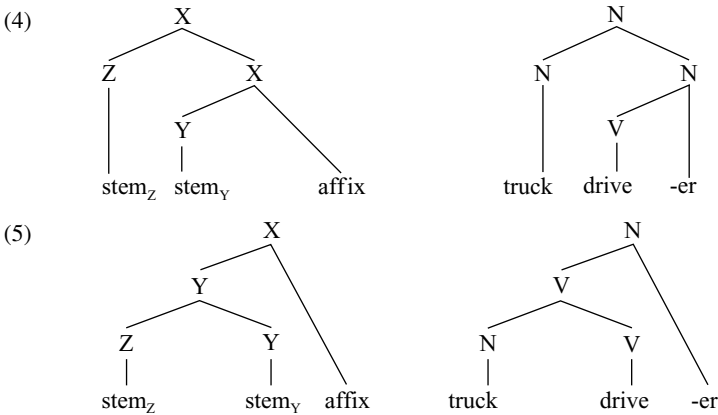 (4) X N
Z X N N
Y V
stem_Z stem_Y affix truck drive -er
(5) X N
Y V
Z Y N V
stem_Z stem_Y affix truck drive -er